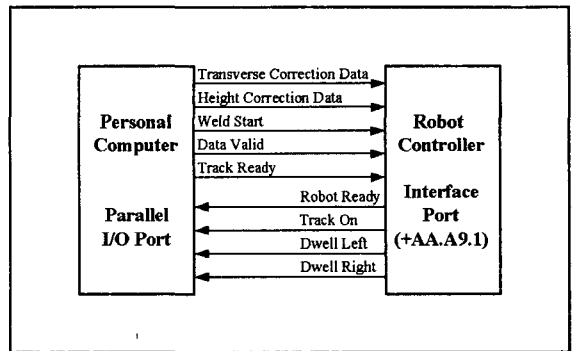 Transverse Correction Data
Height Correction Data
Weld Start
Data Valid
Track Ready
Robot Ready
Track On
Dwell Left
Dwell Right
Personal
Computer
Parallel
I/O Port
Robot
Controller
Interface
Port
(+AA.A9.1)